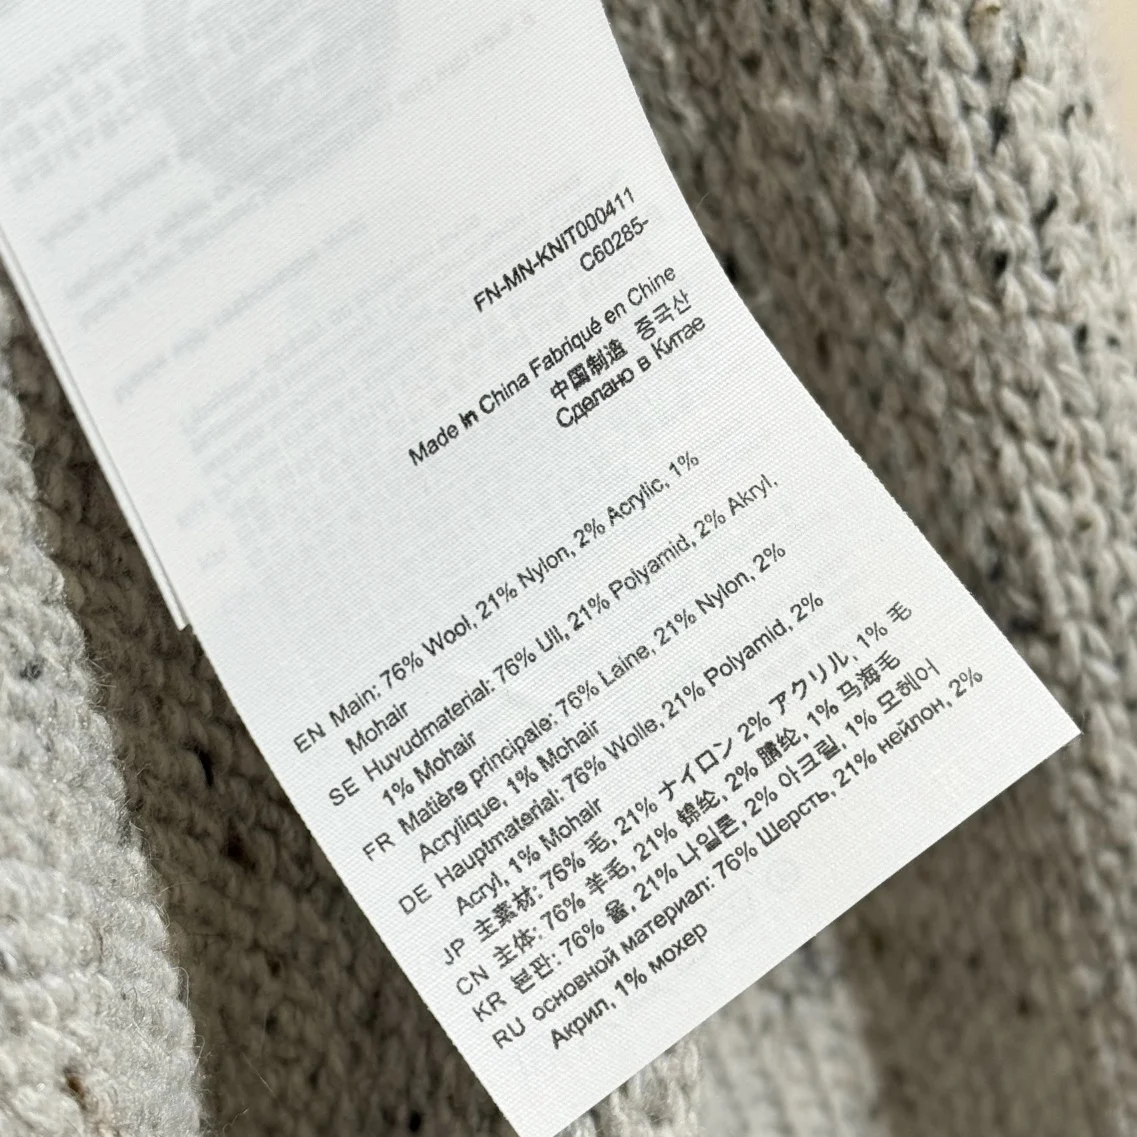 FN-MN-KNIT000411
C60285-
Made in China Fabriqué en Chine
中国制造 중국산
Сделано в Китае
EN Main: 76% Wool, 21% Nylon, 2% Acrylic, 1%
Mohair
SE Huvudmaterial: 76% Ull, 21% Polyamid, 2% Akryl,
1% Mohair
FR Matière principale: 76% Laine, 21% Nylon, 2%
Acrylique, 1% Mohair
DE Hauptmaterial: 76% Wolle, 21% Polyamid, 2%
Acryl, 1% Mohair
JP 主素材: 76% 毛, 21% ナイロン 2% アクリル, 1% 毛
CN 主体: 76% 羊毛, 21% 锦纶, 2% 腈纶, 1% 马海毛
KR 본판: 76% 울, 21% 나일론, 2% 아크릴, 1% 모헤어
RU основной материал: 76% Шерсть, 21% нейлон, 2%
Акрил, 1% мохер